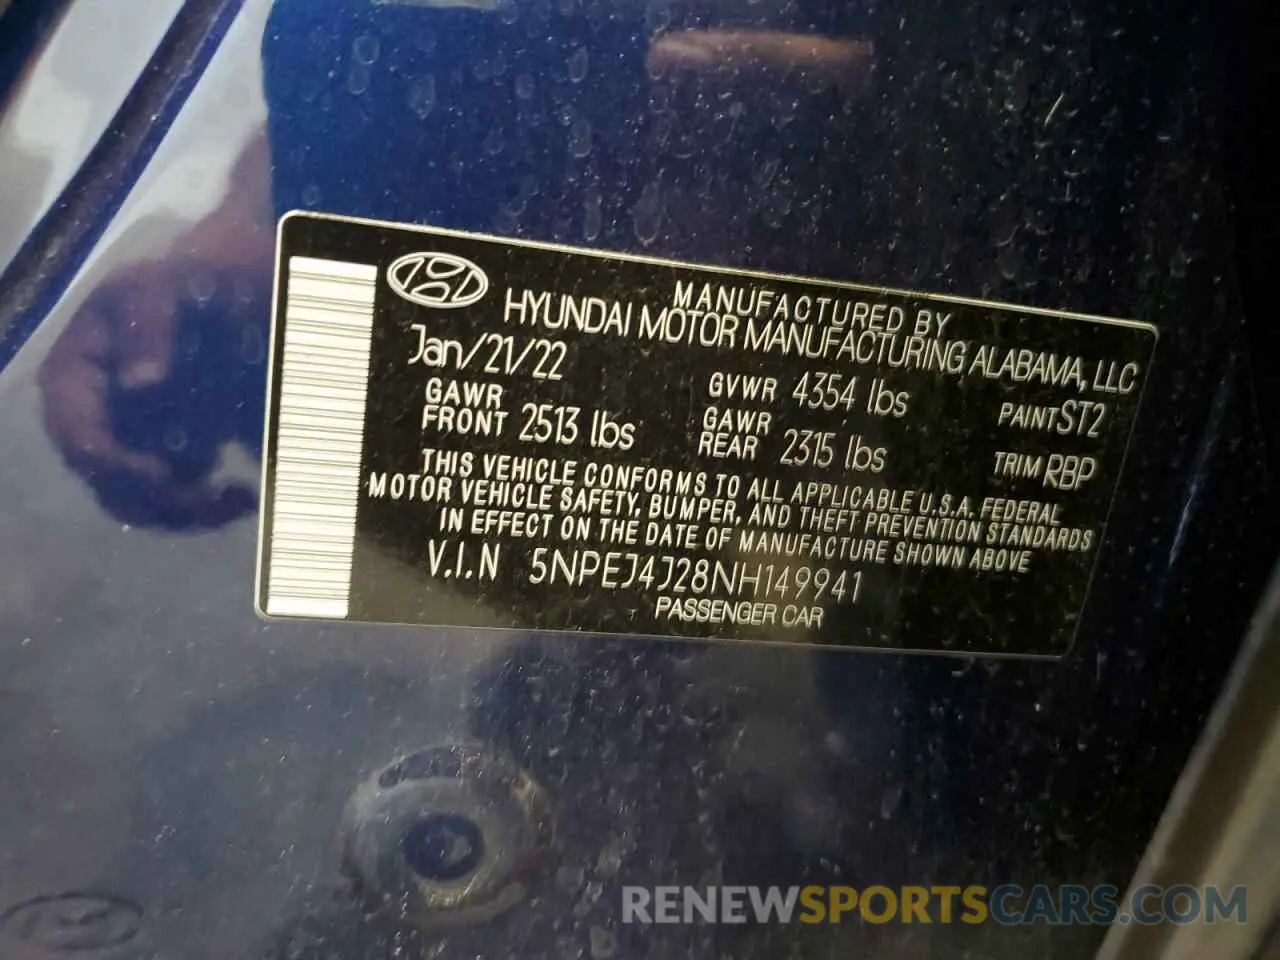 MANUFACTURED BY
HYUNDAI MOTOR MANUFACTURING ALABAMA, LLC
Jan/21/22
GVWR 4354 lbs
PAINT ST2
GAWR FRONT 2513 lbs
GAWR REAR 2315 lbs
TRIM RBP
THIS VEHICLE CONFORMS TO ALL APPLICABLE U.S.A. FEDERAL
MOTOR VEHICLE SAFETY, BUMPER, AND THEFT PREVENTION STANDARDS
IN EFFECT ON THE DATE OF MANUFACTURE SHOWN ABOVE
V.I.N 5NPEJ4J28NH149941
PASSENGER CAR
RENEWSPORTSCARS.COM